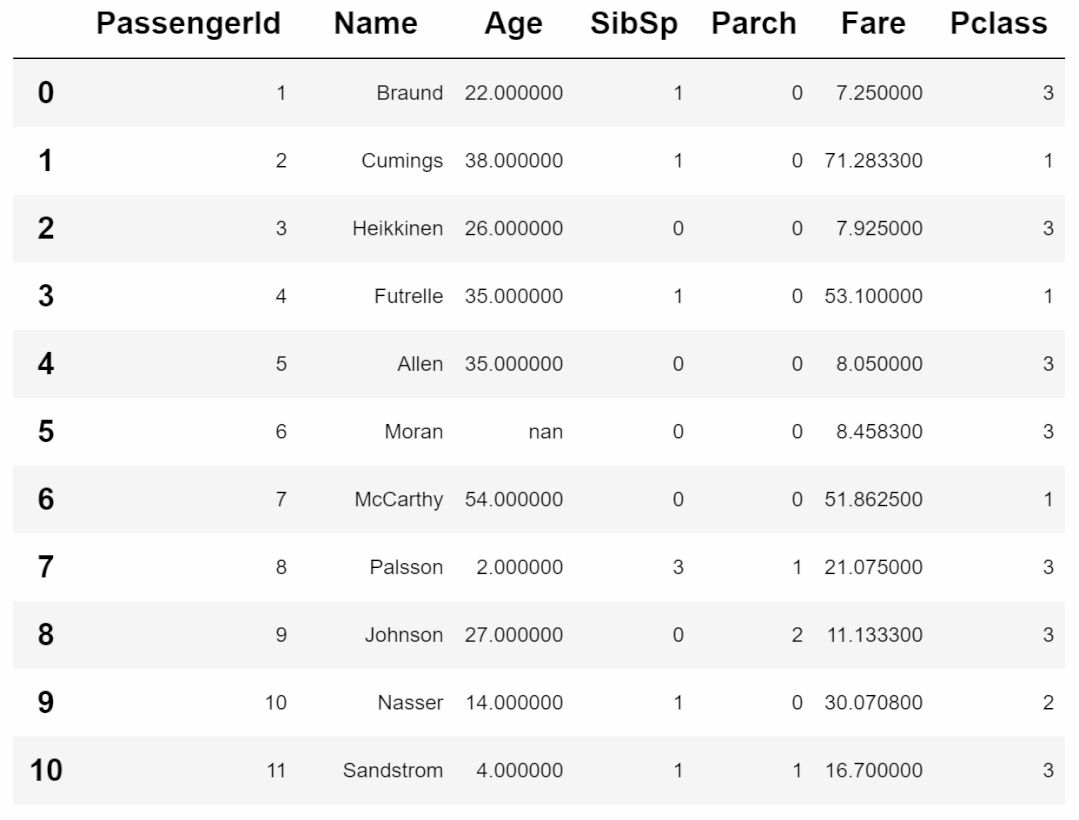 PassengerId Name Age SibSp Parch Fare Pclass
0 1 Braund 22.000000 1 0 7.250000 3
1 2 Cumings 38.000000 1 0 71.283300 1
2 3 Heikkinen 26.000000 0 0 7.925000 3
3 4 Futrelle 35.000000 1 0 53.100000 1
4 5 Allen 35.000000 0 0 8.050000 3
5 6 Moran nan 0 0 8.458300 3
6 7 McCarthy 54.000000 0 0 51.862500 1
7 8 Palsson 2.000000 3 1 21.075000 3
8 9 Johnson 27.000000 0 2 11.133300 3
9 10 Nasser 14.000000 1 0 30.070800 2
10 11 Sandstrom 4.000000 1 1 16.700000 3